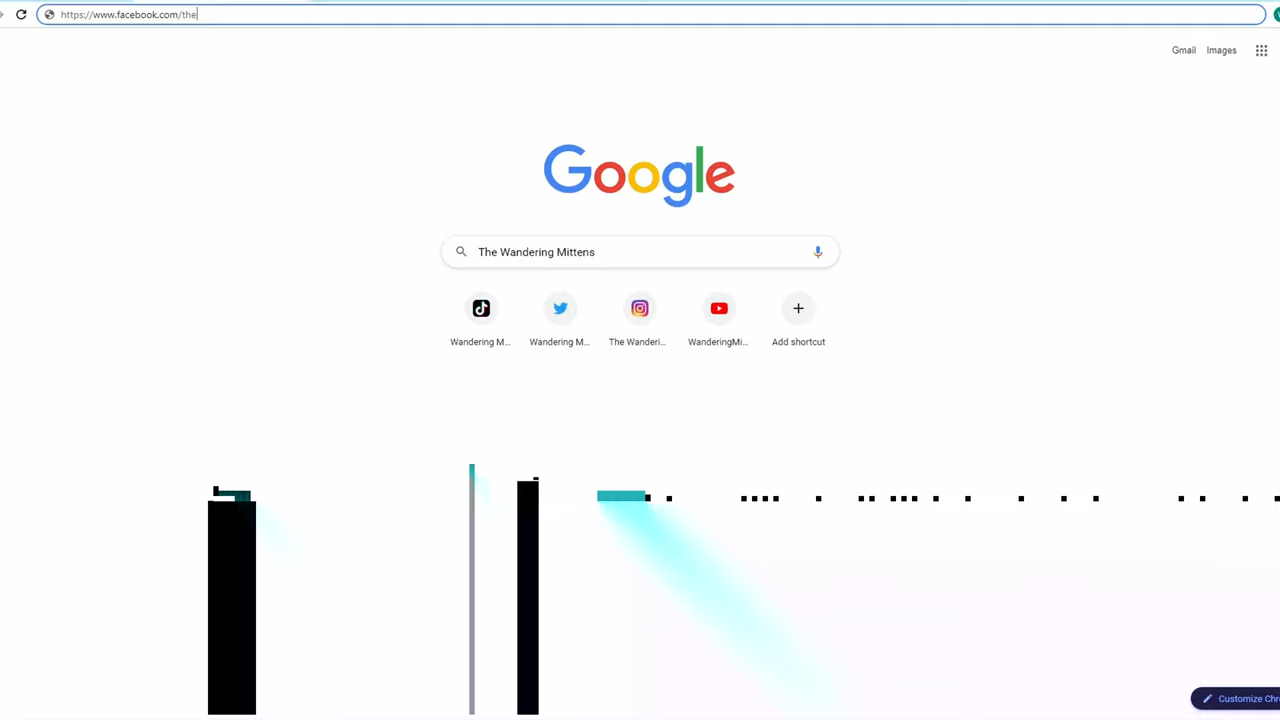 https://www.facebook.com/the
Gmail Images
Google
The Wandering Mittens
Wandering M... Wandering M... The Wanderi... WanderingMi... Add shortcut
Customize Chr